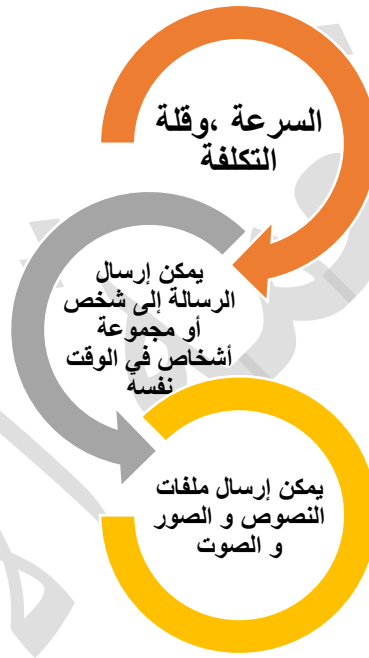 السرعة ،وقلة
التكلفة
يمكن إرسال
الرسالة إلى شخص
أو مجموعة
أشخاص في الوقت
نفسه
يمكن إرسال ملفات
النصوص و الصور
و الصوت